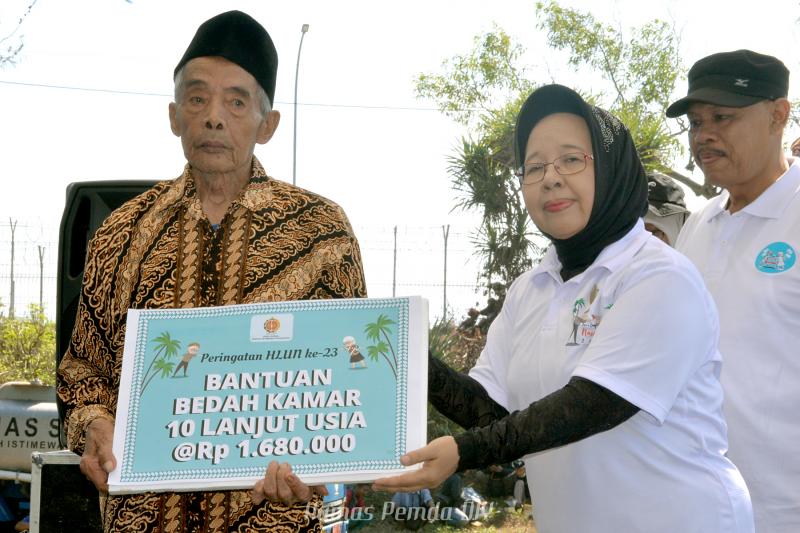 Peringatan HLUN ke-23
BANTUAN
BEDAH KAMAR
10 LANJUT USIA
@Rp 1.680.000
AS S
H ISTIMEWA
Humas Pemda DIY